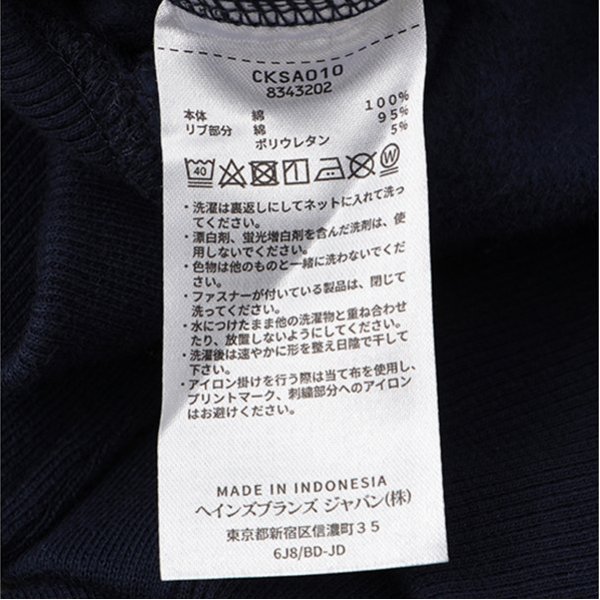 CKSA010
8343202
本体 綿 100%
リブ部分 綿 95%
ポリウレタン 5%
40 W
・洗濯は裏返しにしてネットに入れて洗っ
てください。
・漂白剤、蛍光増白剤を含んだ洗剤は、使
用しないでください。
・色物は他のものと一緒に洗わないでくだ
さい。
・ファスナーが付いている製品は、閉じて
洗ってください。
・水につけたまま他の洗濯物と重ね合わせ
たり、放置しないようにしてください。
・洗濯後は速やかに形を整え日陰で干して
下さい。
・アイロン掛けを行う際は当て布を使用し、
プリントマーク、刺繍部分へのアイロン
はお避けください。
MADE IN INDONESIA
ヘインズブランズ ジャパン(株)
東京都新宿区信濃町35
6J8/BD-JD